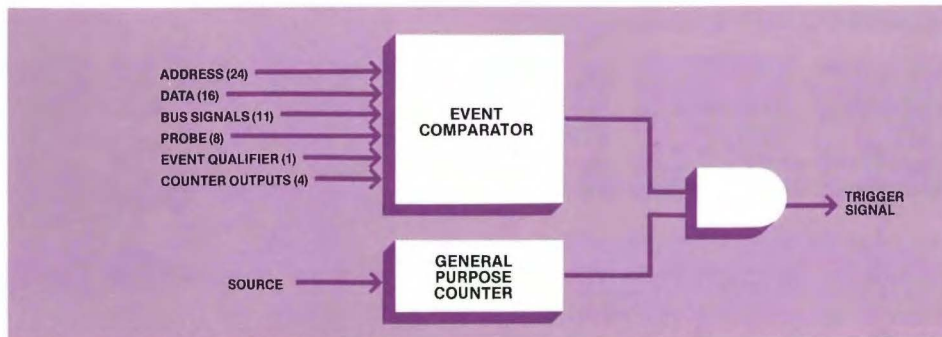 ADDRESS (24)
DATA (16)
BUS SIGNALS (11)
PROBE (8)
EVENT QUALIFIER (1)
COUNTER OUTPUTS (4)
EVENT
COMPARATOR
TRIGGER
SIGNAL
SOURCE
GENERAL
PURPOSE
COUNTER